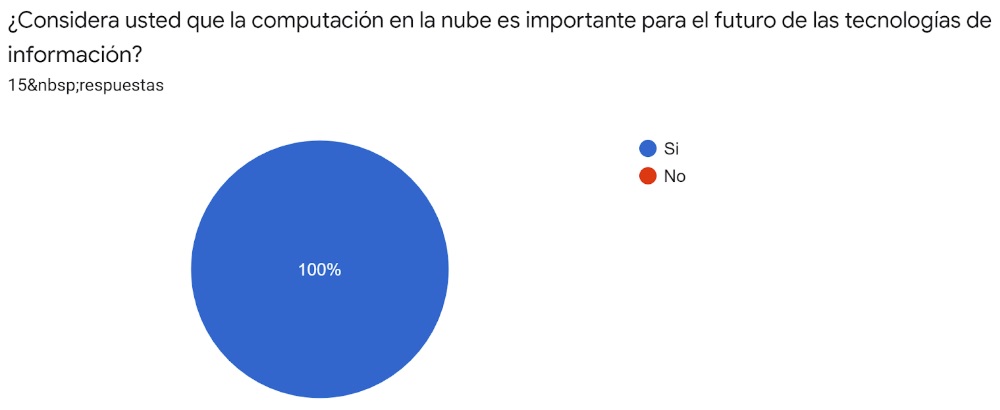 ¿Considera usted que la computación en la nube es importante para el futuro de las tecnologías de
información?
15&nbsp;respuestas
Si
No
100%